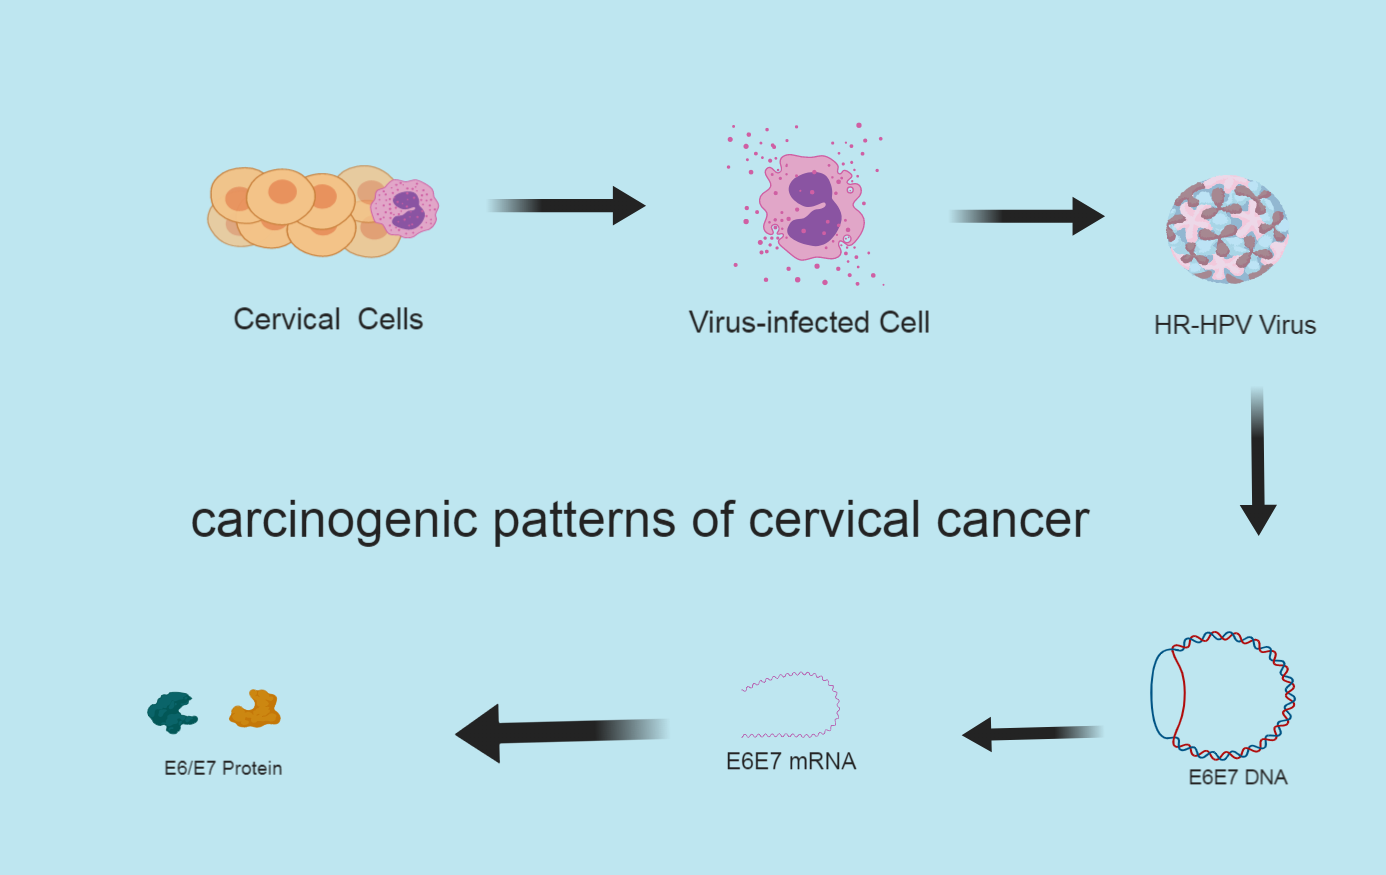 Cervical  Cells
Virus-infected Cell
HR-HPV Virus
carcinogenic patterns of cervical cancer
E6/E7 Protein
E6E7 mRNA
E6E7 DNA